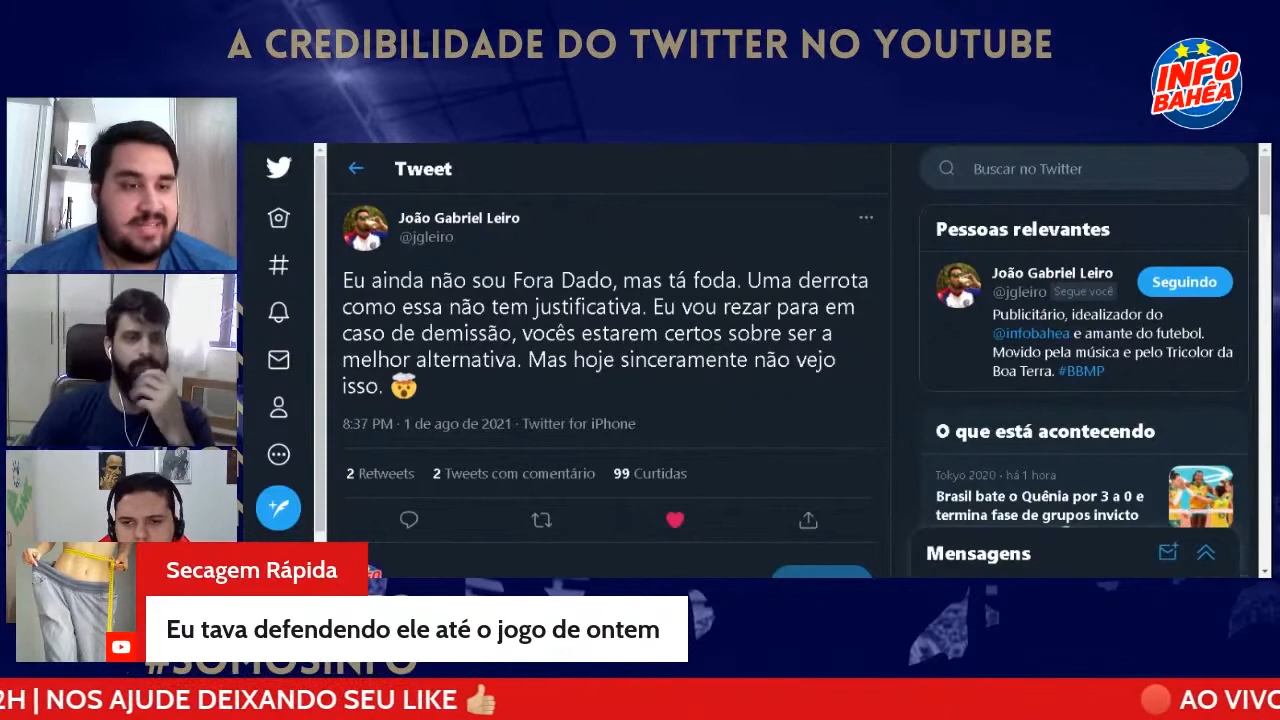 A CREDIBILIDADE DO TWITTER NO YOUTUBE
INFO
BAHÊA
Tweet
João Gabriel Leiro
@jgleiro
Eu ainda não sou Fora Dado, mas tá foda. Uma derrota
como essa não tem justificativa. Eu vou rezar para em
caso de demissão, vocês estarem certos sobre ser a
melhor alternativa. Mas hoje sinceramente não vejo
isso. 🤯
8:37 PM · 1 de ago de 2021 · Twitter for iPhone
2 Retweets 2 Tweets com comentário 99 Curtidas
Buscar no Twitter
Pessoas relevantes
João Gabriel Leiro
@jgleiro Segue você
Seguindo
Publicitário, idealizador do
@infobahea e amante do futebol.
Movido pela música e pelo Tricolor da
Boa Terra. #BBMP
O que está acontecendo
Tokyo 2020 · há 1 hora
Brasil bate o Quênia por 3 a 0 e
termina fase de grupos invicto
Mensagens
Secagem Rápida
Eu tava defendendo ele até o jogo de ontem
#SOMOSINFO
2H | NOS AJUDE DEIXANDO SEU LIKE 👍🏼
🔴 AO VIVO